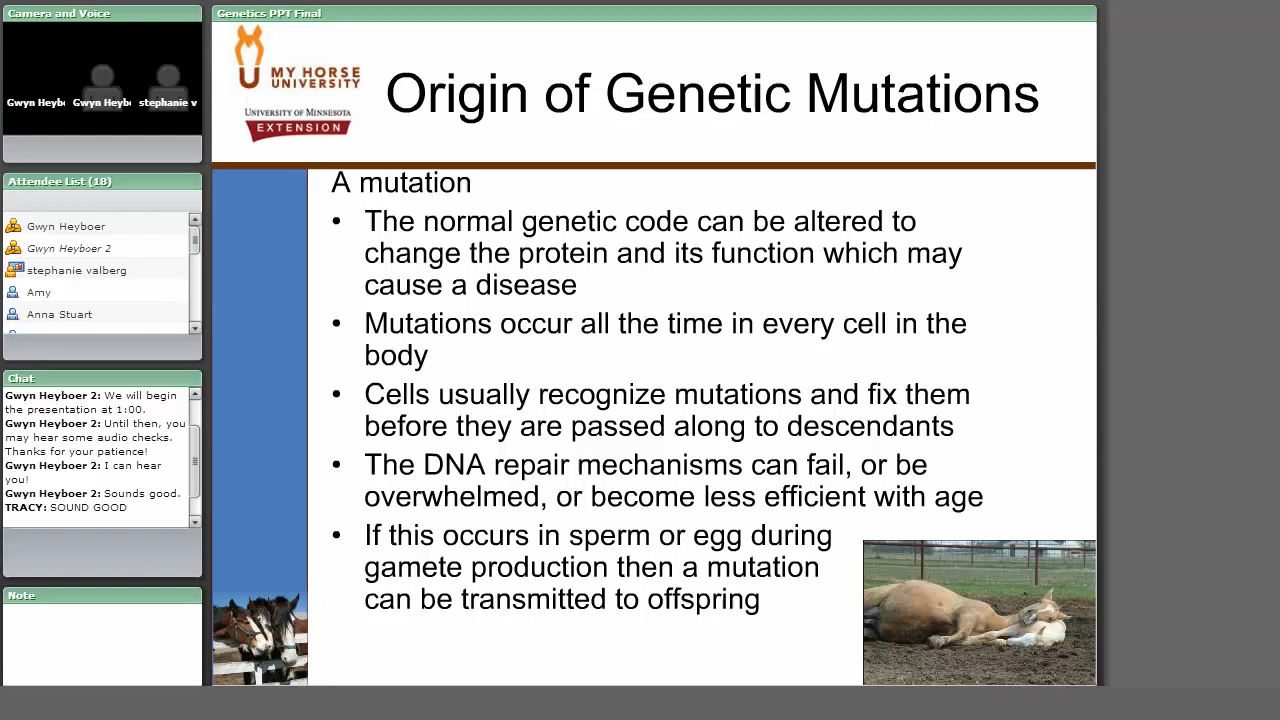 Camera and Voice
Gwyn Heyb
Gwyn Heyb
stephanie v
Attendee List (18)
Gwyn Heyboer
Gwyn Heyboer 2
stephanie valberg
Amy
Anna Stuart
Chat
Gwyn Heyboer 2: We will begin
the presentation at 1:00.
Gwyn Heyboer 2: Until then, you
may hear some audio checks.
Thanks for your patience!
Gwyn Heyboer 2: I can hear
you!
Gwyn Heyboer 2: Sounds good.
TRACY: SOUND GOOD
Note
Genetics PPT Final
MY HORSE
UNIVERSITY
UNIVERSITY OF MINNESOTA
EXTENSION
Origin of Genetic Mutations
A mutation
• The normal genetic code can be altered to
change the protein and its function which may
cause a disease
• Mutations occur all the time in every cell in the
body
• Cells usually recognize mutations and fix them
before they are passed along to descendants
• The DNA repair mechanisms can fail, or be
overwhelmed, or become less efficient with age
• If this occurs in sperm or egg during
gamete production then a mutation
can be transmitted to offspring